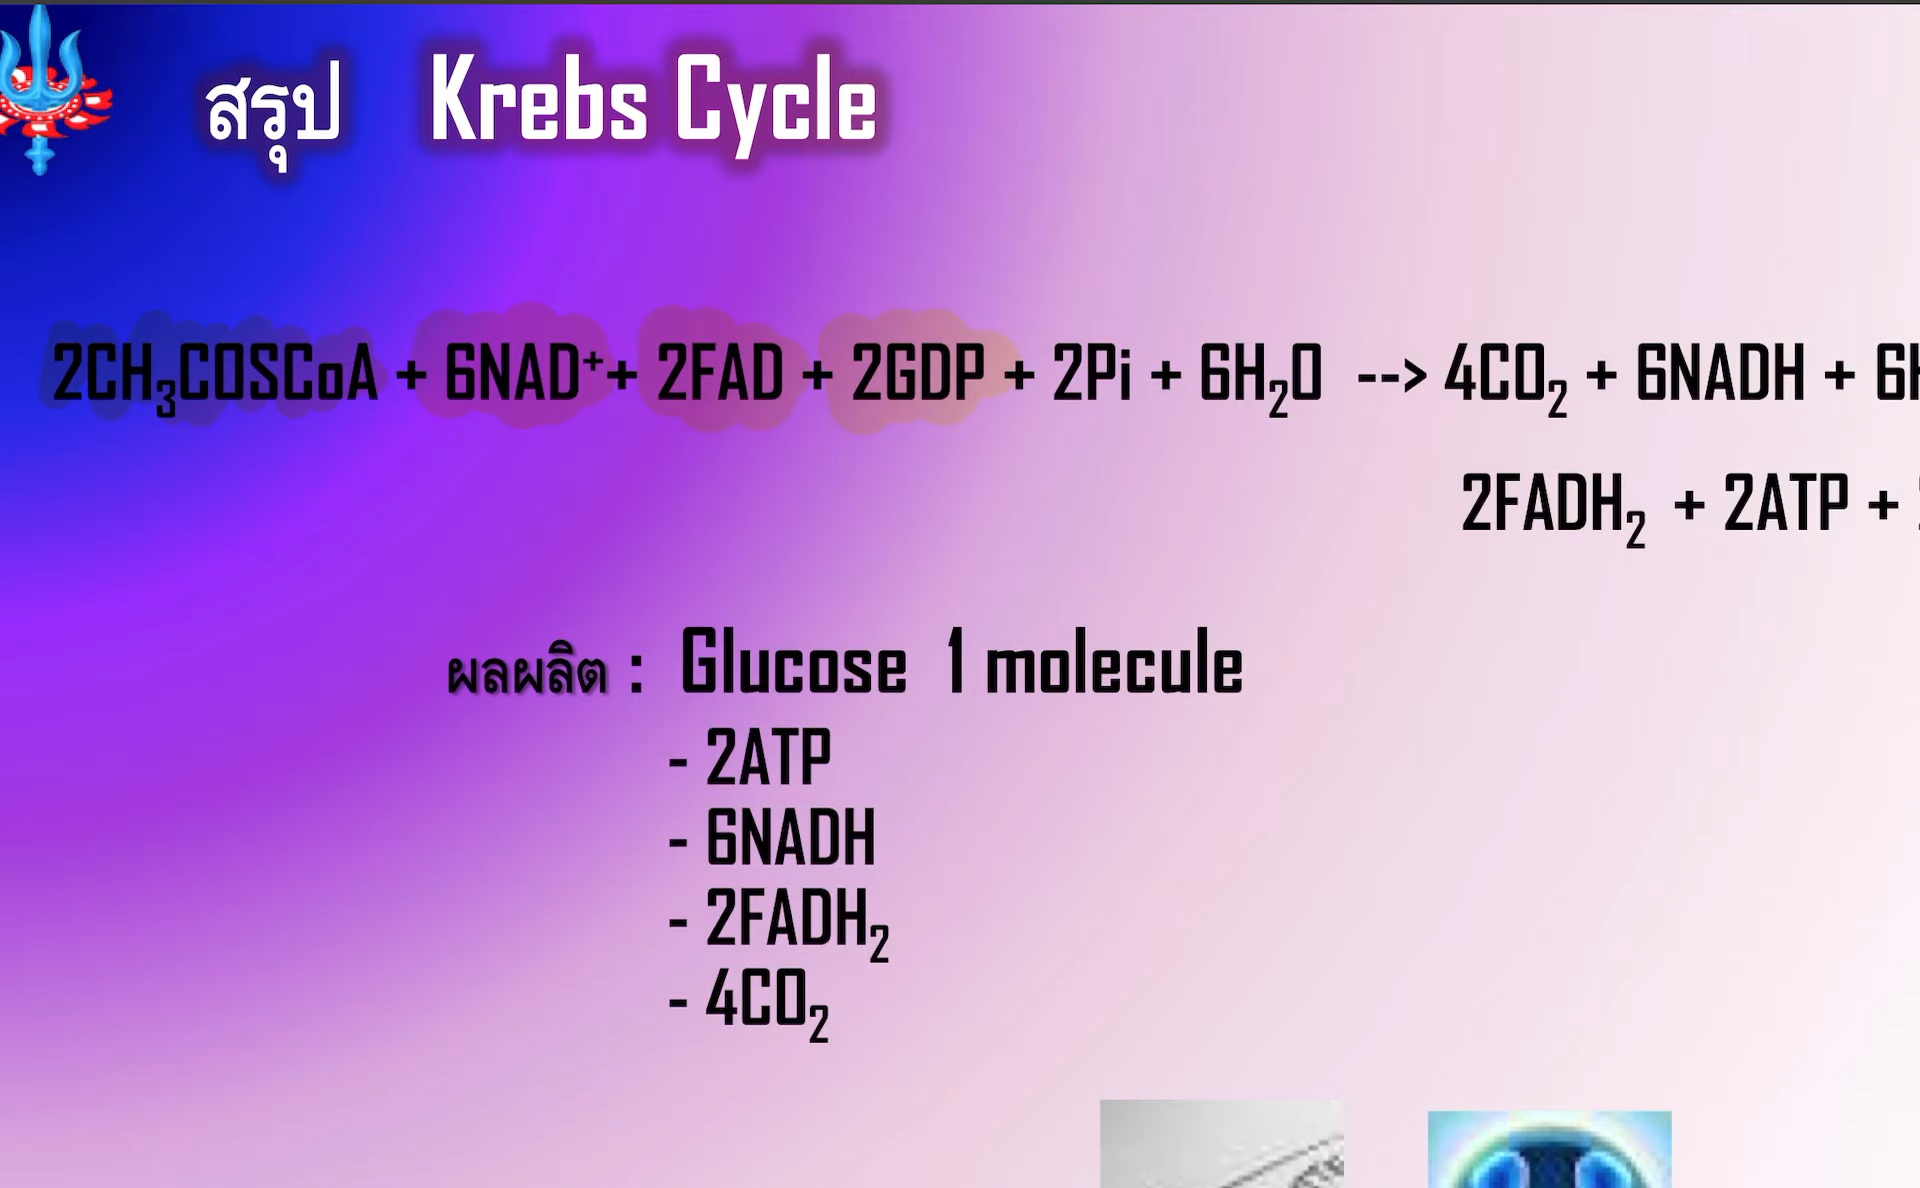 สรุป Krebs Cycle
2CH₃COSCoA + 6NAD⁺+ 2FAD + 2GDP + 2Pi + 6H₂O --> 4CO₂ + 6NADH + 6H
2FADH₂ + 2ATP +
ผลผลิต : Glucose 1 molecule
- 2ATP
- 6NADH
- 2FADH₂
- 4CO₂